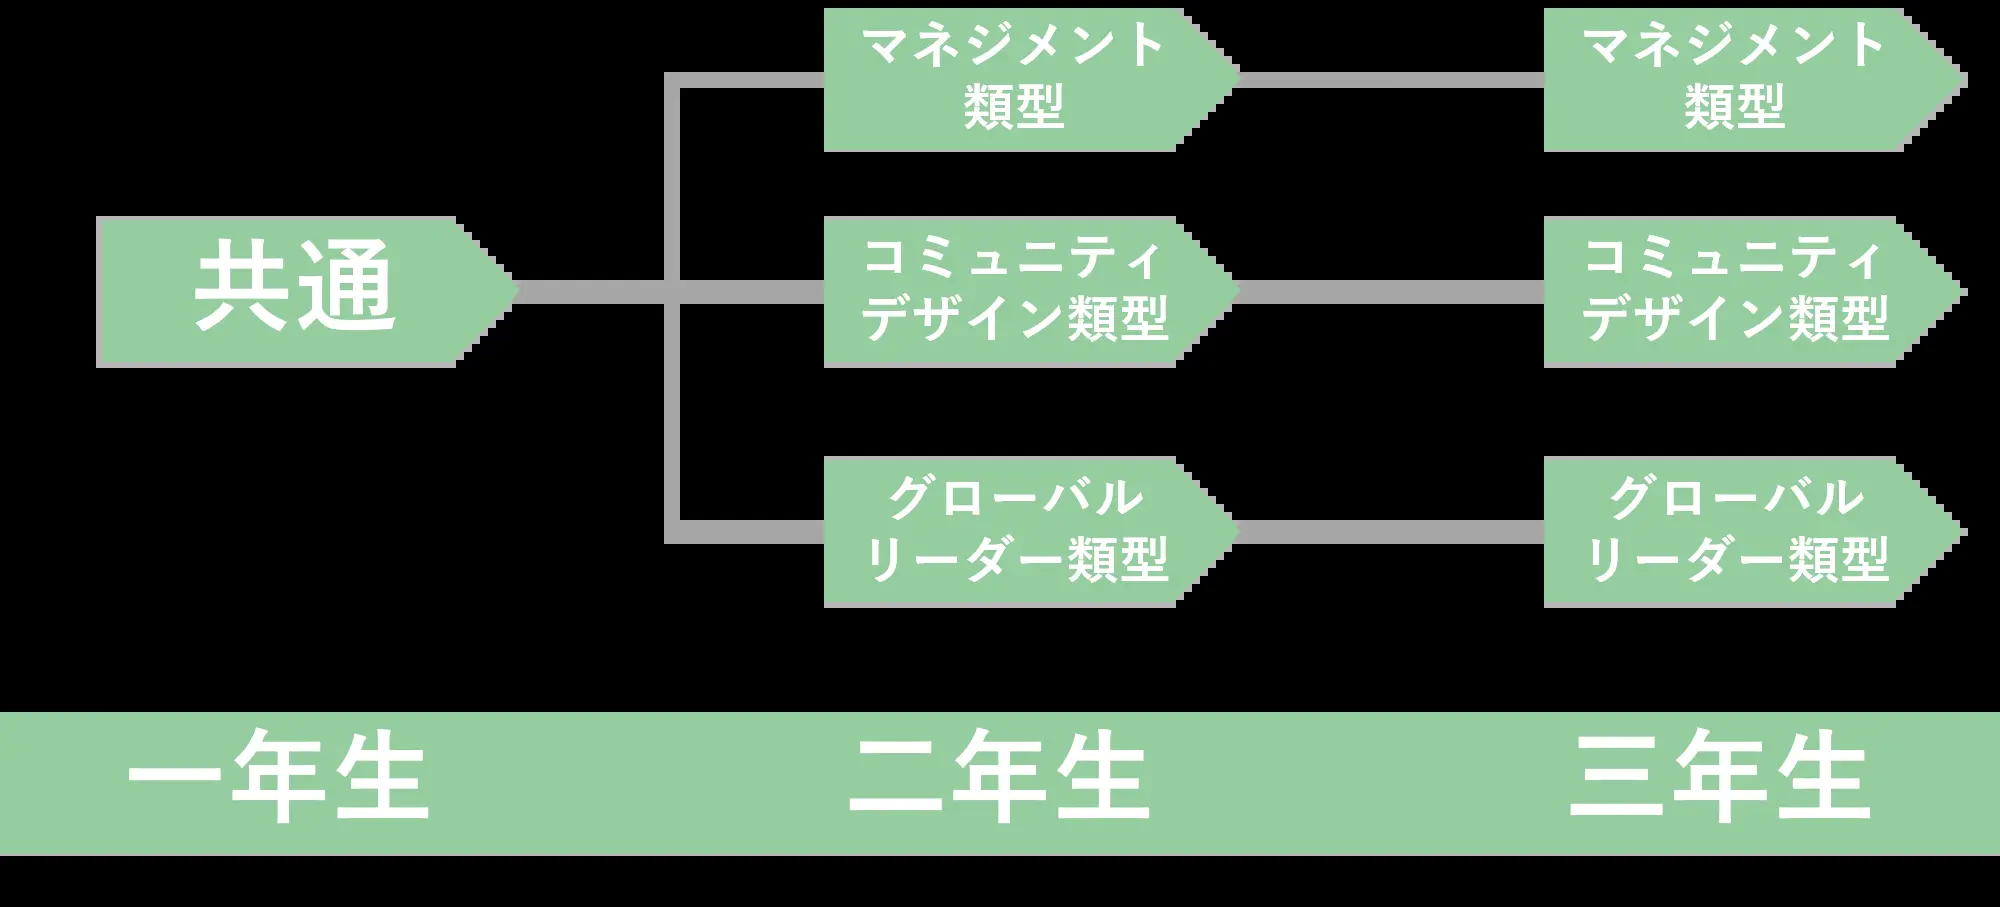 共通
マネジメント
類型
コミュニティ
デザイン類型
グローバル
リーダー類型
マネジメント
類型
コミュニティ
デザイン類型
グローバル
リーダー類型
一年生
二年生
三年生